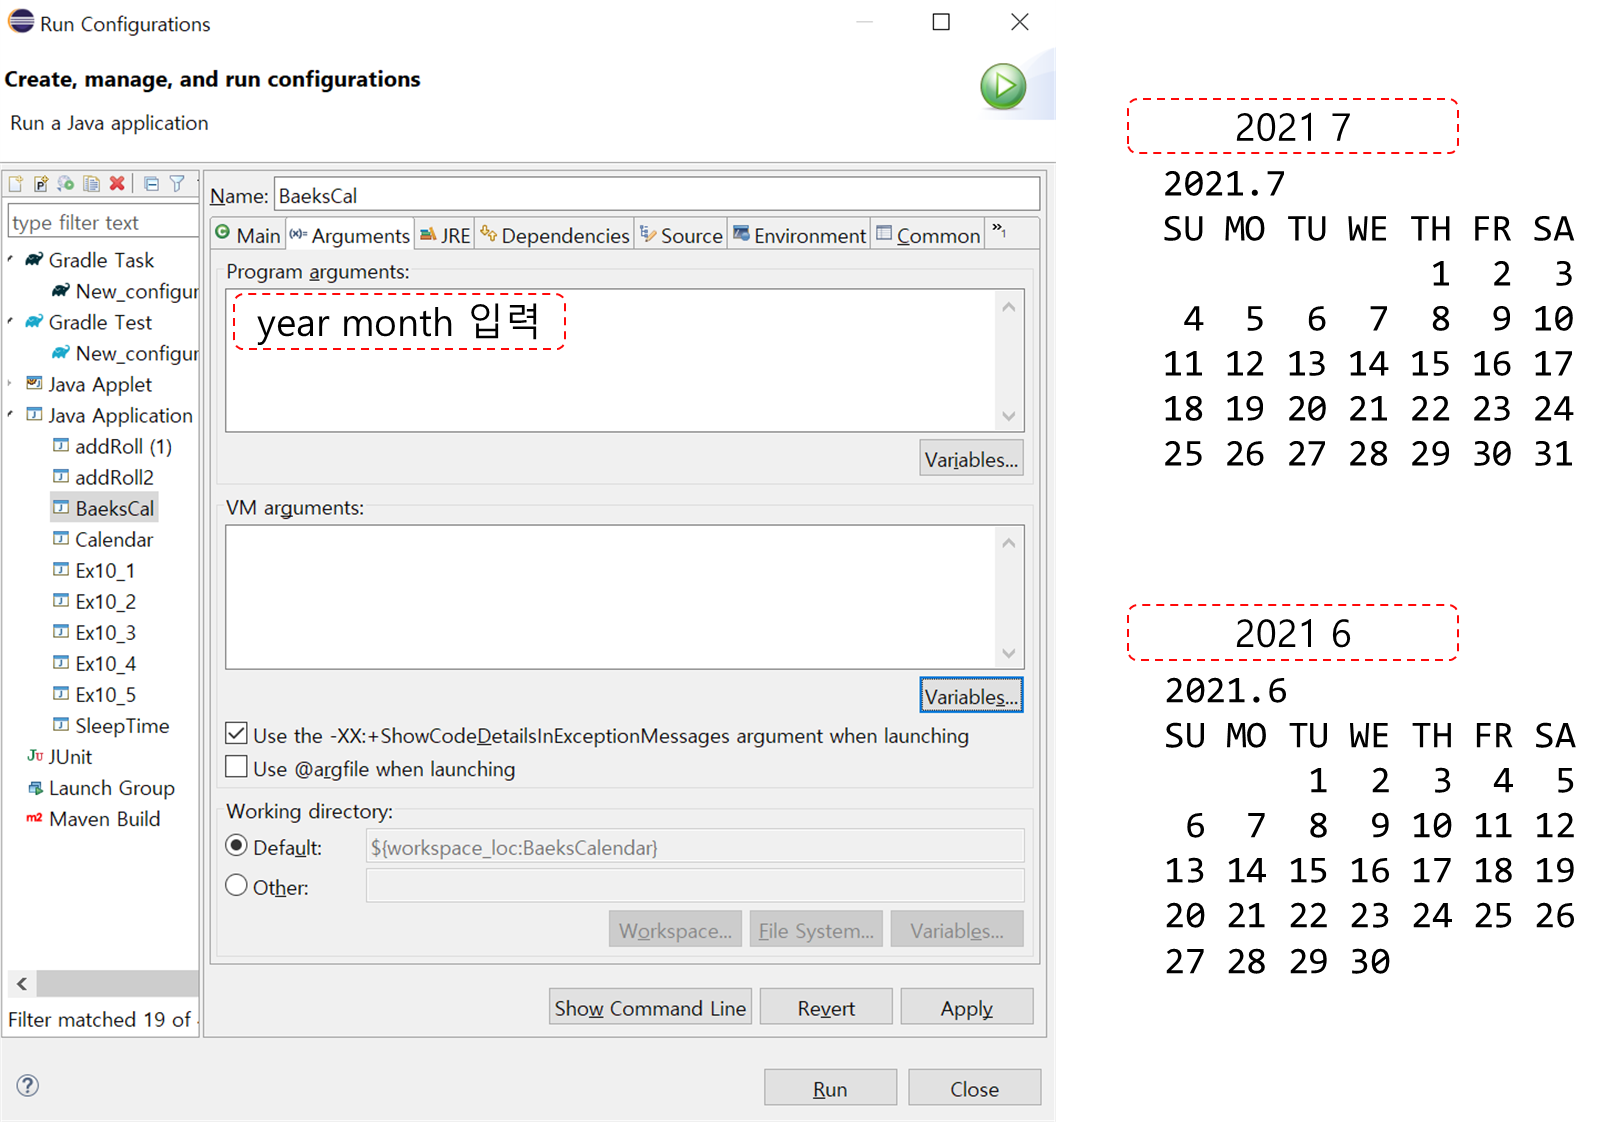 Run Configurations
Create, manage, and run configurations
Run a Java application
type filter text
Gradle Task
New_configur
Gradle Test
New_configur
Java Applet
Java Application
addRoll (1)
addRoll2
BaeksCal
Calendar
Ex10_1
Ex10_2
Ex10_3
Ex10_4
Ex10_5
SleepTime
JUnit
Launch Group
Maven Build
Filter matched 19 of
Name: BaeksCal
Main (x)= Arguments JRE Dependencies Source Environment Common »1
Program arguments:
year month 입력
Variables...
VM arguments:
Variables...
Use the -XX:+ShowCodeDetailsInExceptionMessages argument when launching
Use @argfile when launching
Working directory:
Default: ${workspace_loc:BaeksCalendar}
Other:
Workspace... File System... Variables...
Show Command Line Revert Apply
Run Close
2021 7
2021.7
SU MO TU WE TH FR SA
1 2 3
4 5 6 7 8 9 10
11 12 13 14 15 16 17
18 19 20 21 22 23 24
25 26 27 28 29 30 31
2021 6
2021.6
SU MO TU WE TH FR SA
1 2 3 4 5
6 7 8 9 10 11 12
13 14 15 16 17 18 19
20 21 22 23 24 25 26
27 28 29 30